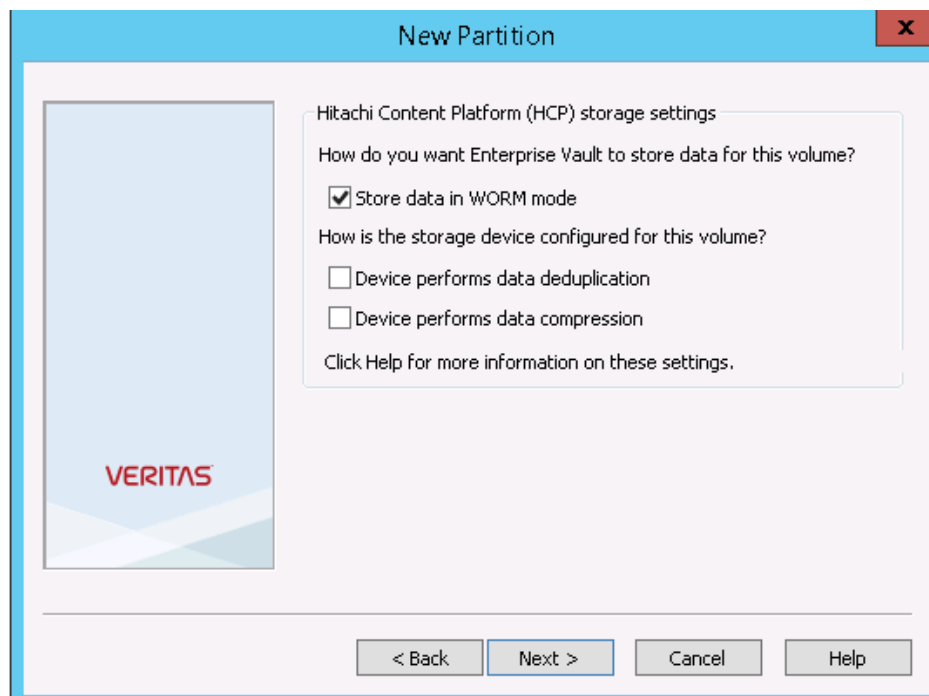 New Partition
x
Hitachi Content Platform (HCP) storage settings
How do you want Enterprise Vault to store data for this volume?
Store data in WORM mode
How is the storage device configured for this volume?
Device performs data deduplication
Device performs data compression
Click Help for more information on these settings.
VERITAS
< Back
Next >
Cancel
Help